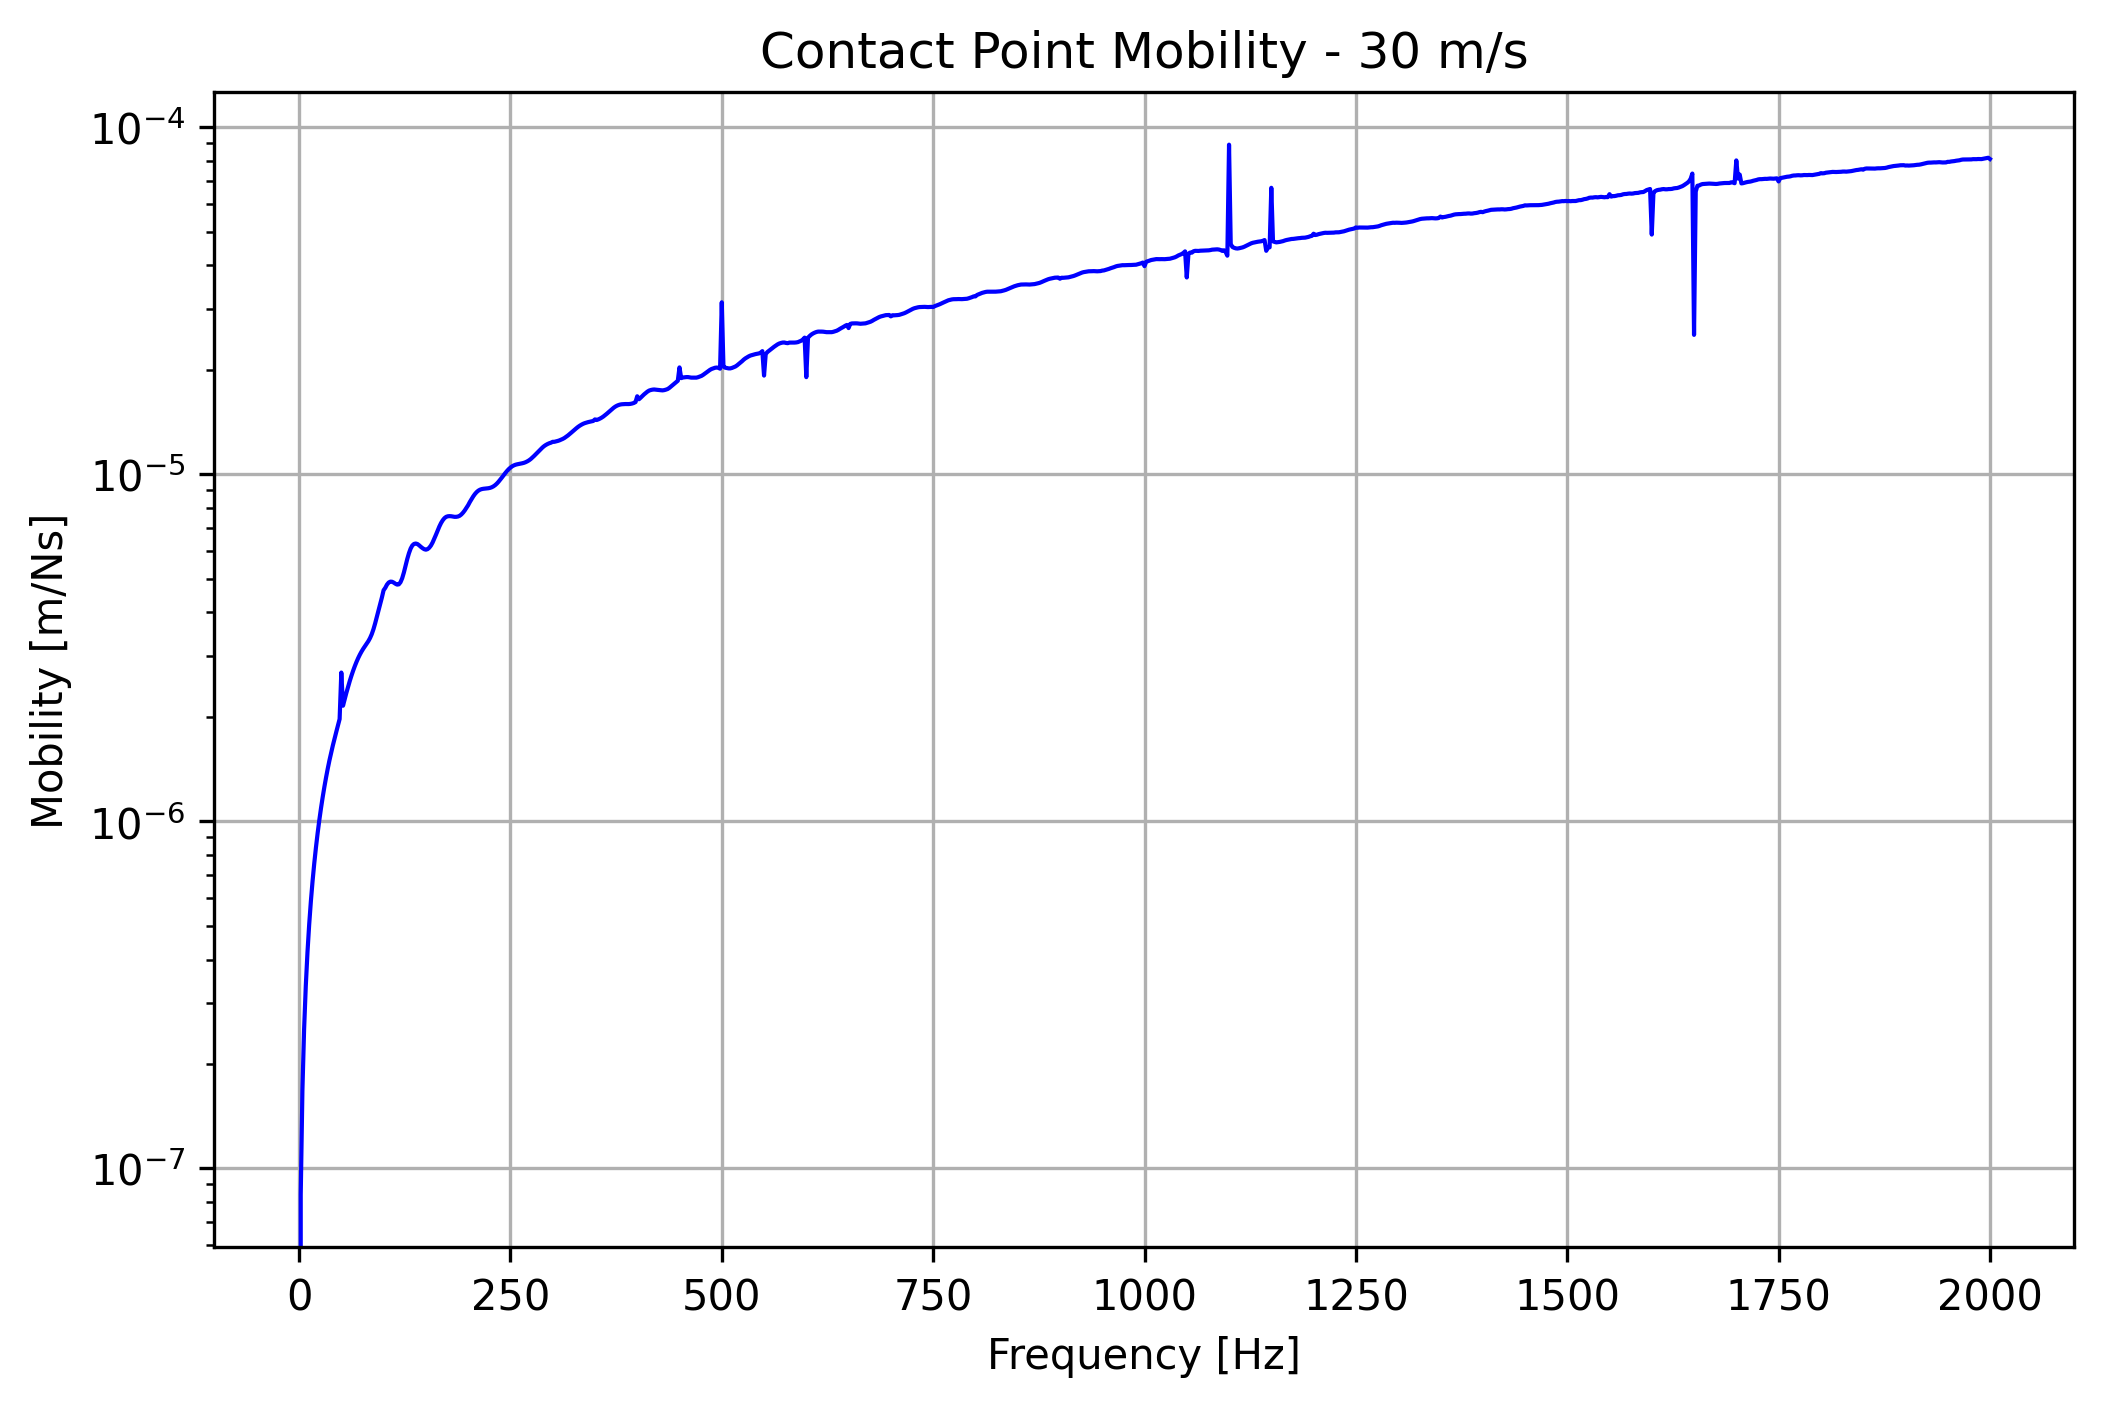 Contact Point Mobility - 30 m/s
10⁻⁴
10⁻⁵
10⁻⁶
10⁻⁷
Mobility [m/Ns]
0 250 500 750 1000 1250 1500 1750 2000
Frequency [Hz]